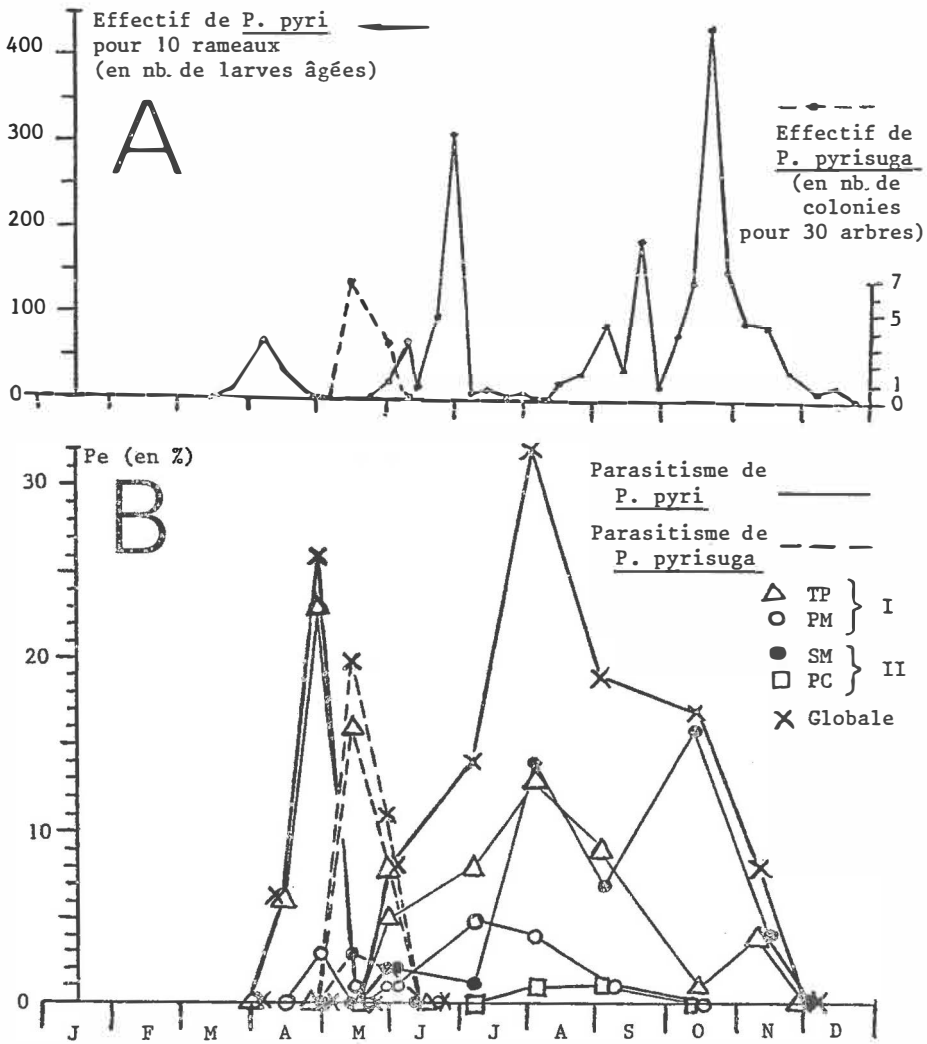 Effectif de P. pyri
pour 10 rameaux
(en nb. de larves âgées)
A
400
300
200
100
0
Effectif de
P. pyrisuga
(en nb. de
colonies
pour 30 arbres)
7
5
1
0
Pe (en %)
B
30
20
10
0
Parasitisme de
P. pyri
Parasitisme de
P. pyrisuga
TP
PM
I
SM
PC
II
Globale
J F M A M J J A S O N D